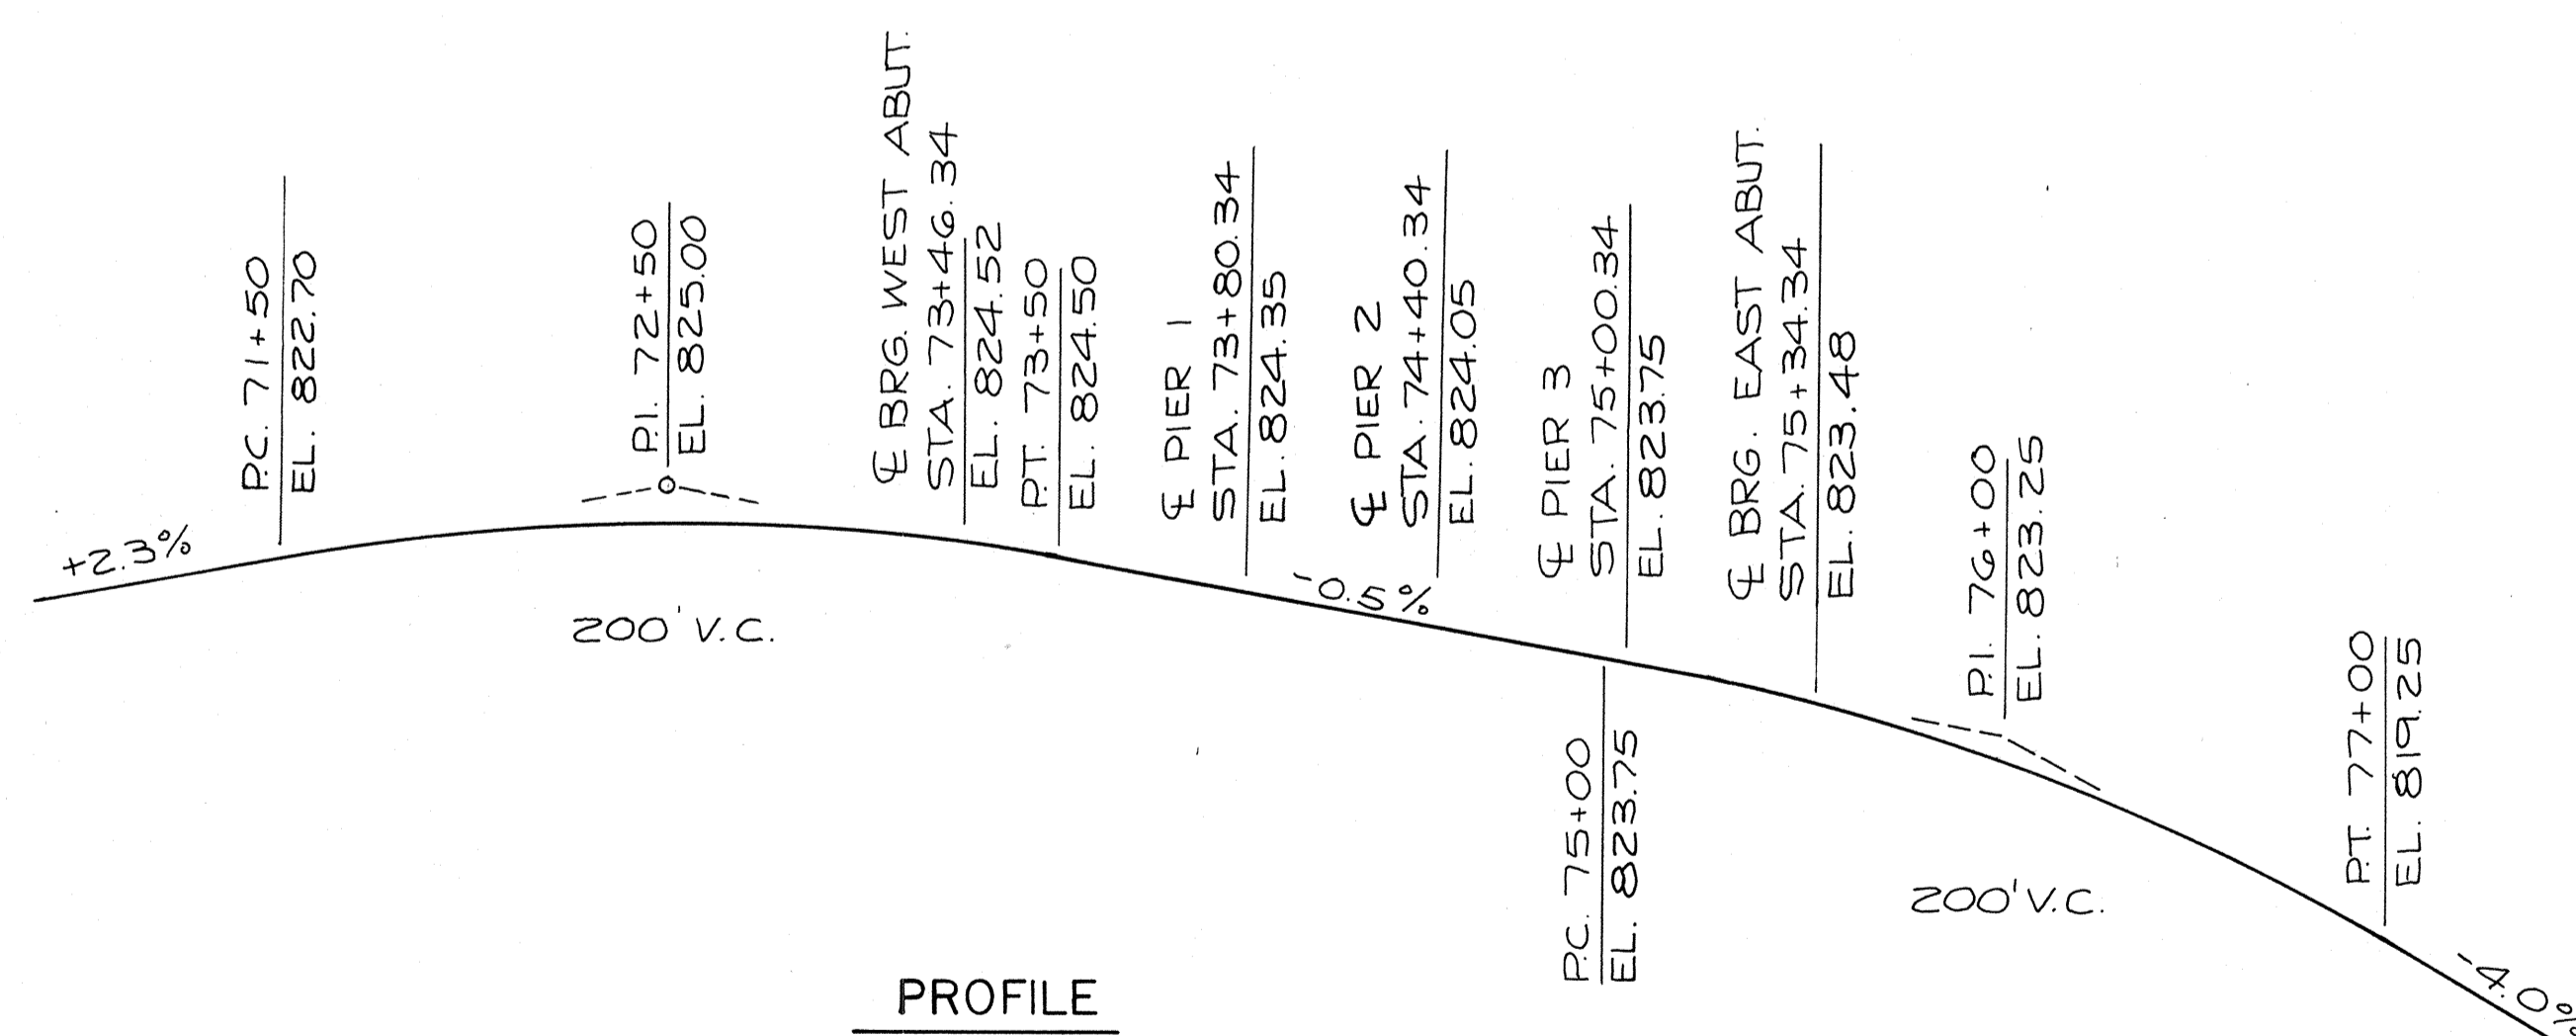 +2.3%
P.C. 71+50
EL. 822.70
P.I. 72+50
EL. 825.00
200' V.C.
℄ BRG. WEST ABUT.
STA. 73+46.34
EL. 824.52
P.T. 73+50
EL. 824.50
℄ PIER 1
STA. 73+80.34
EL. 824.35
-0.5%
℄ PIER 2
STA. 74+40.34
EL. 824.05
℄ PIER 3
STA. 75+00.34
EL. 823.75
P.C. 75+00
EL. 823.75
℄ BRG. EAST ABUT.
STA. 75+34.34
EL. 823.48
P.I. 76+00
EL. 823.25
200' V.C.
P.T. 77+00
EL. 819.25
-4.0%
PROFILE